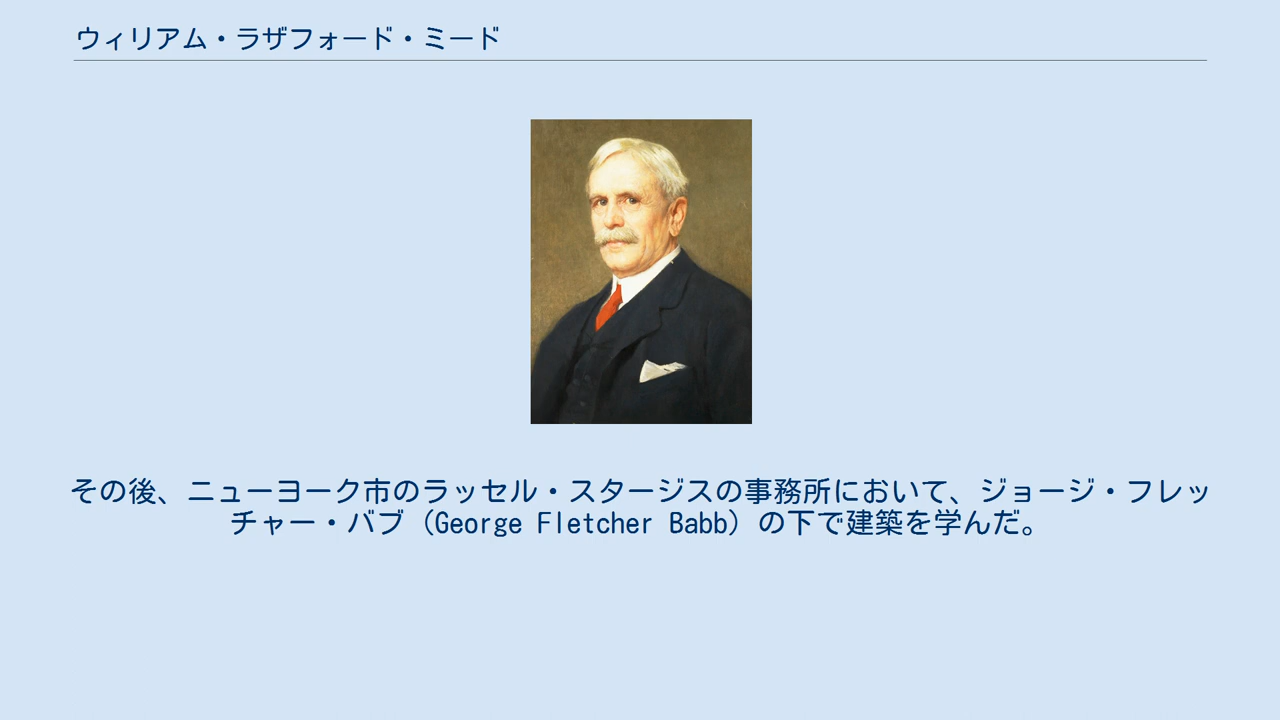 ウィリアム・ラザフォード・ミード
その後、ニューヨーク市のラッセル・スタージスの事務所において、ジョージ・フレッ
チャー・バブ（George Fletcher Babb）の下で建築を学んだ。